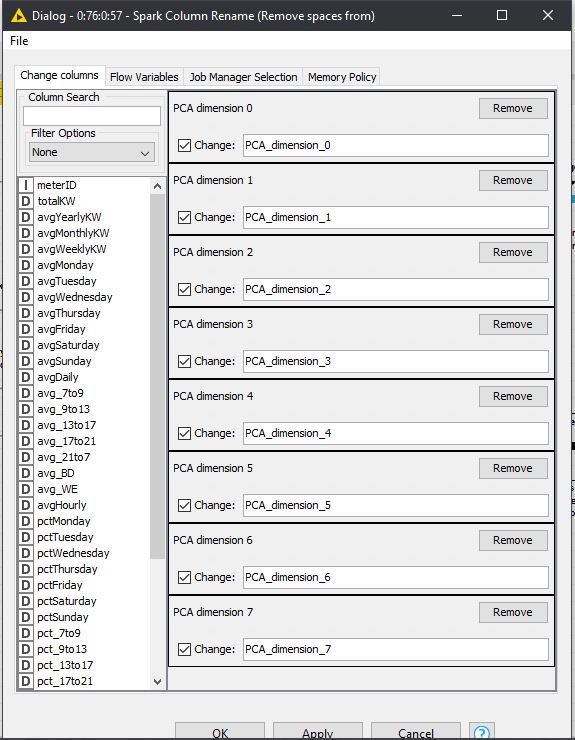 Dialog - 0:76:0:57 - Spark Column Rename (Remove spaces from)
File
Change columns
Flow Variables
Job Manager Selection
Memory Policy
Column Search
Filter Options
None
I meterID
D totalKW
D avgYearlyKW
D avgMonthlyKW
D avgWeeklyKW
D avgMonday
D avgTuesday
D avgWednesday
D avgThursday
D avgFriday
D avgSaturday
D avgSunday
D avgDaily
D avg_7to9
D avg_9to13
D avg_13to17
D avg_17to21
D avg_21to7
D avg_BD
D avg_WE
D avgHourly
D pctMonday
D pctTuesday
D pctWednesday
D pctThursday
D pctFriday
D pctSaturday
D pctSunday
D pct_7to9
D pct_9to13
D pct_13to17
D pct_17to21
PCA dimension 0
Remove
Change: PCA_dimension_0
PCA dimension 1
Remove
Change: PCA_dimension_1
PCA dimension 2
Remove
Change: PCA_dimension_2
PCA dimension 3
Remove
Change: PCA_dimension_3
PCA dimension 4
Remove
Change: PCA_dimension_4
PCA dimension 5
Remove
Change: PCA_dimension_5
PCA dimension 6
Remove
Change: PCA_dimension_6
PCA dimension 7
Remove
Change: PCA_dimension_7
OK
Apply
Cancel
?